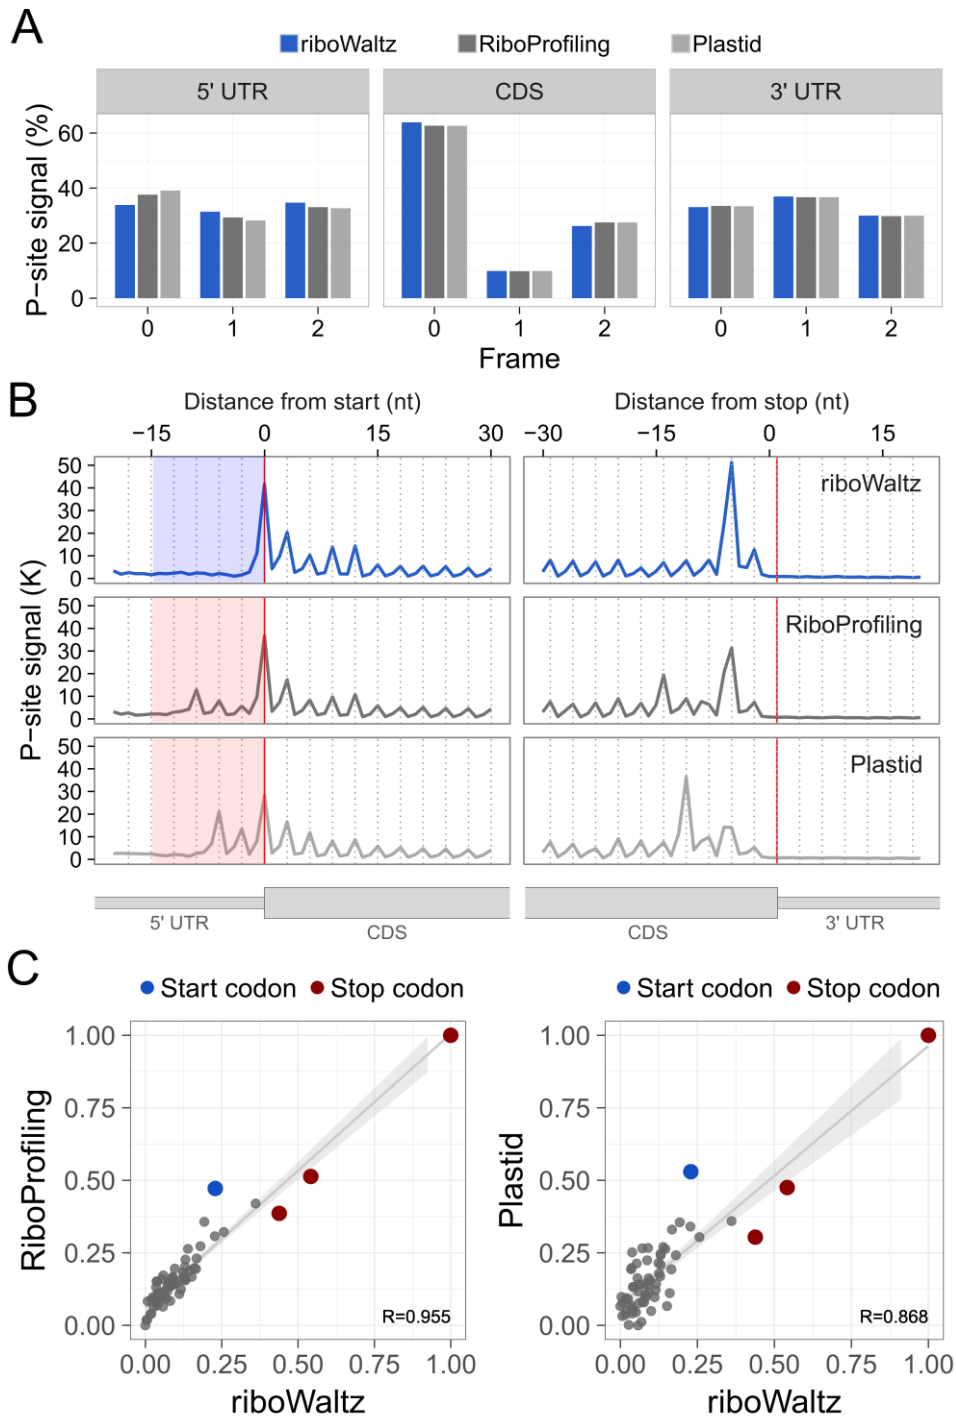 A
riboWaltz RiboProfiling Plastid
5' UTR CDS 3' UTR
P−site signal (%)
60
40
20
0
0 1 2 0 1 2 0 1 2
Frame
B
Distance from start (nt) Distance from stop (nt)
−15 0 15 30 −30 −15 0 15
P−site signal (K)
50
40
30
20
10
0
riboWaltz
50
40
30
20
10
0
RiboProfiling
50
40
30
20
10
0
Plastid
5' UTR CDS CDS 3' UTR
C
Start codon Stop codon Start codon Stop codon
RiboProfiling
1.00
0.75
0.50
0.25
0.00
R=0.955
0.00 0.25 0.50 0.75 1.00
riboWaltz
Plastid
1.00
0.75
0.50
0.25
0.00
R=0.868
0.00 0.25 0.50 0.75 1.00
riboWaltz